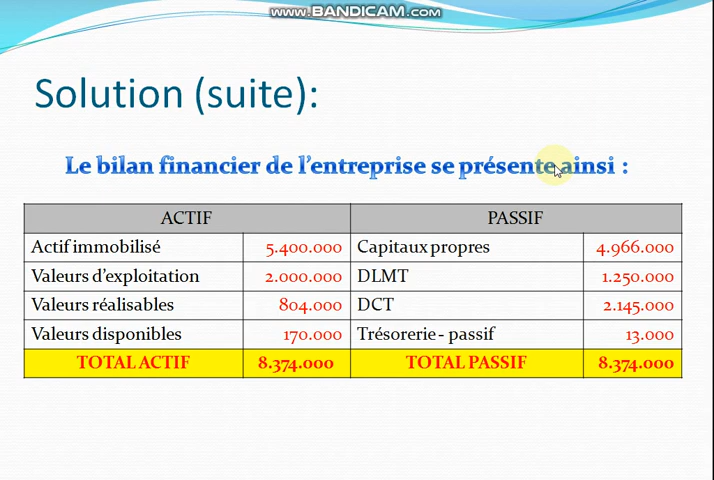 www.BANDICAM.com
Solution (suite):
Le bilan financier de l'entreprise se présente ainsi :
ACTIF PASSIF
Actif immobilisé 5.400.000 Capitaux propres 4.966.000
Valeurs d'exploitation 2.000.000 DLMT 1.250.000
Valeurs réalisables 804.000 DCT 2.145.000
Valeurs disponibles 170.000 Trésorerie - passif 13.000
TOTAL ACTIF 8.374.000 TOTAL PASSIF 8.374.000